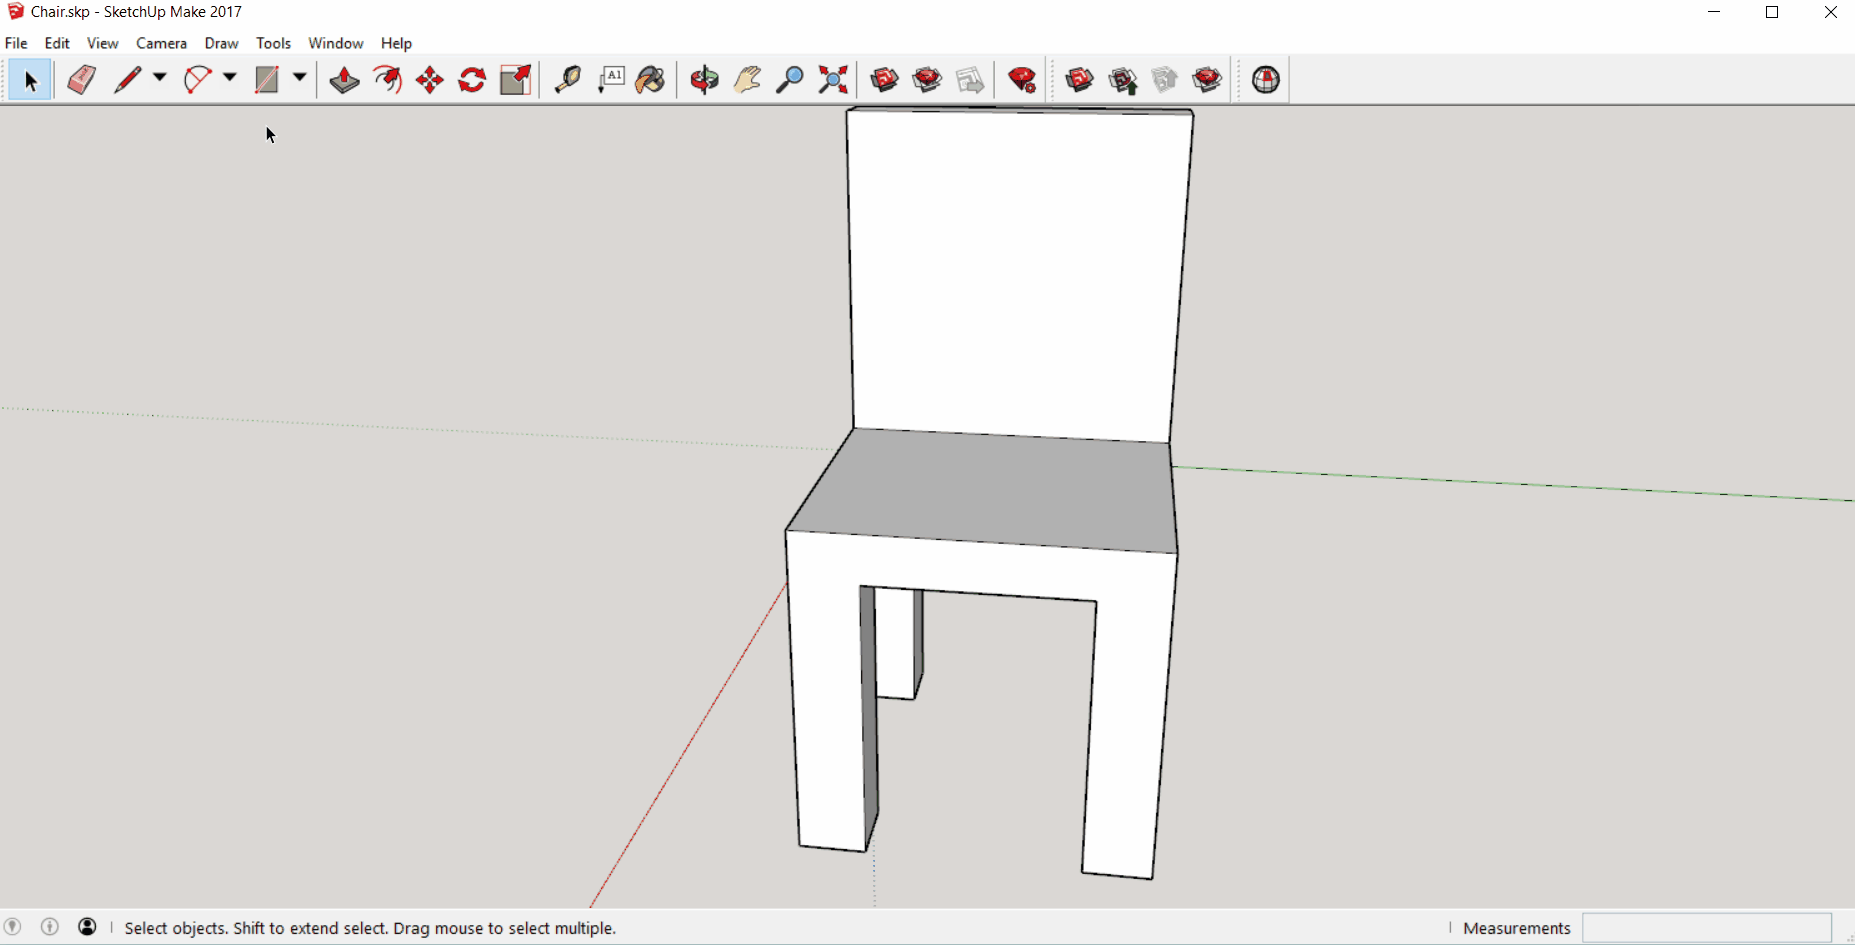 Chair.skp - SketchUp Make 2017
File Edit View Camera Draw Tools Window Help
A1
Select objects. Shift to extend select. Drag mouse to select multiple.
Measurements